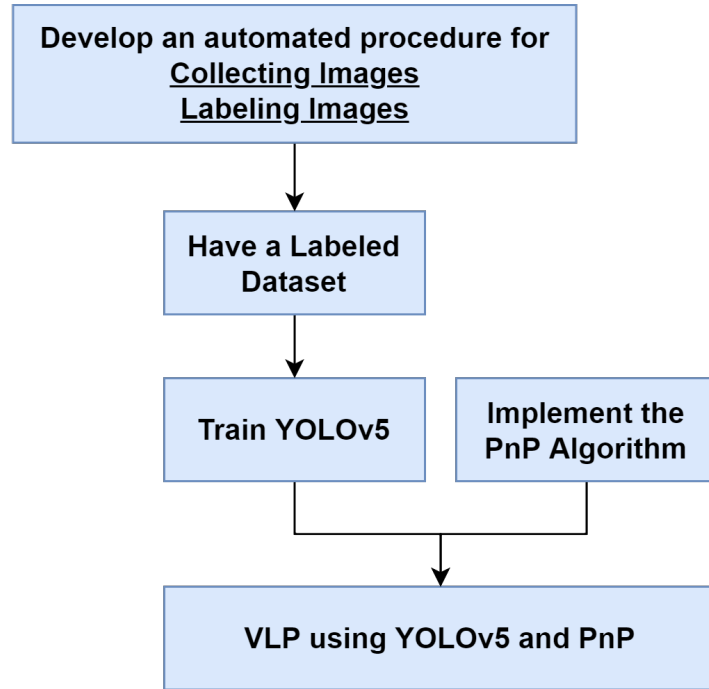 Develop an automated procedure for
Collecting Images
Labeling Images
Have a Labeled
Dataset
Train YOLOv5
Implement the
PnP Algorithm
VLP using YOLOv5 and PnP